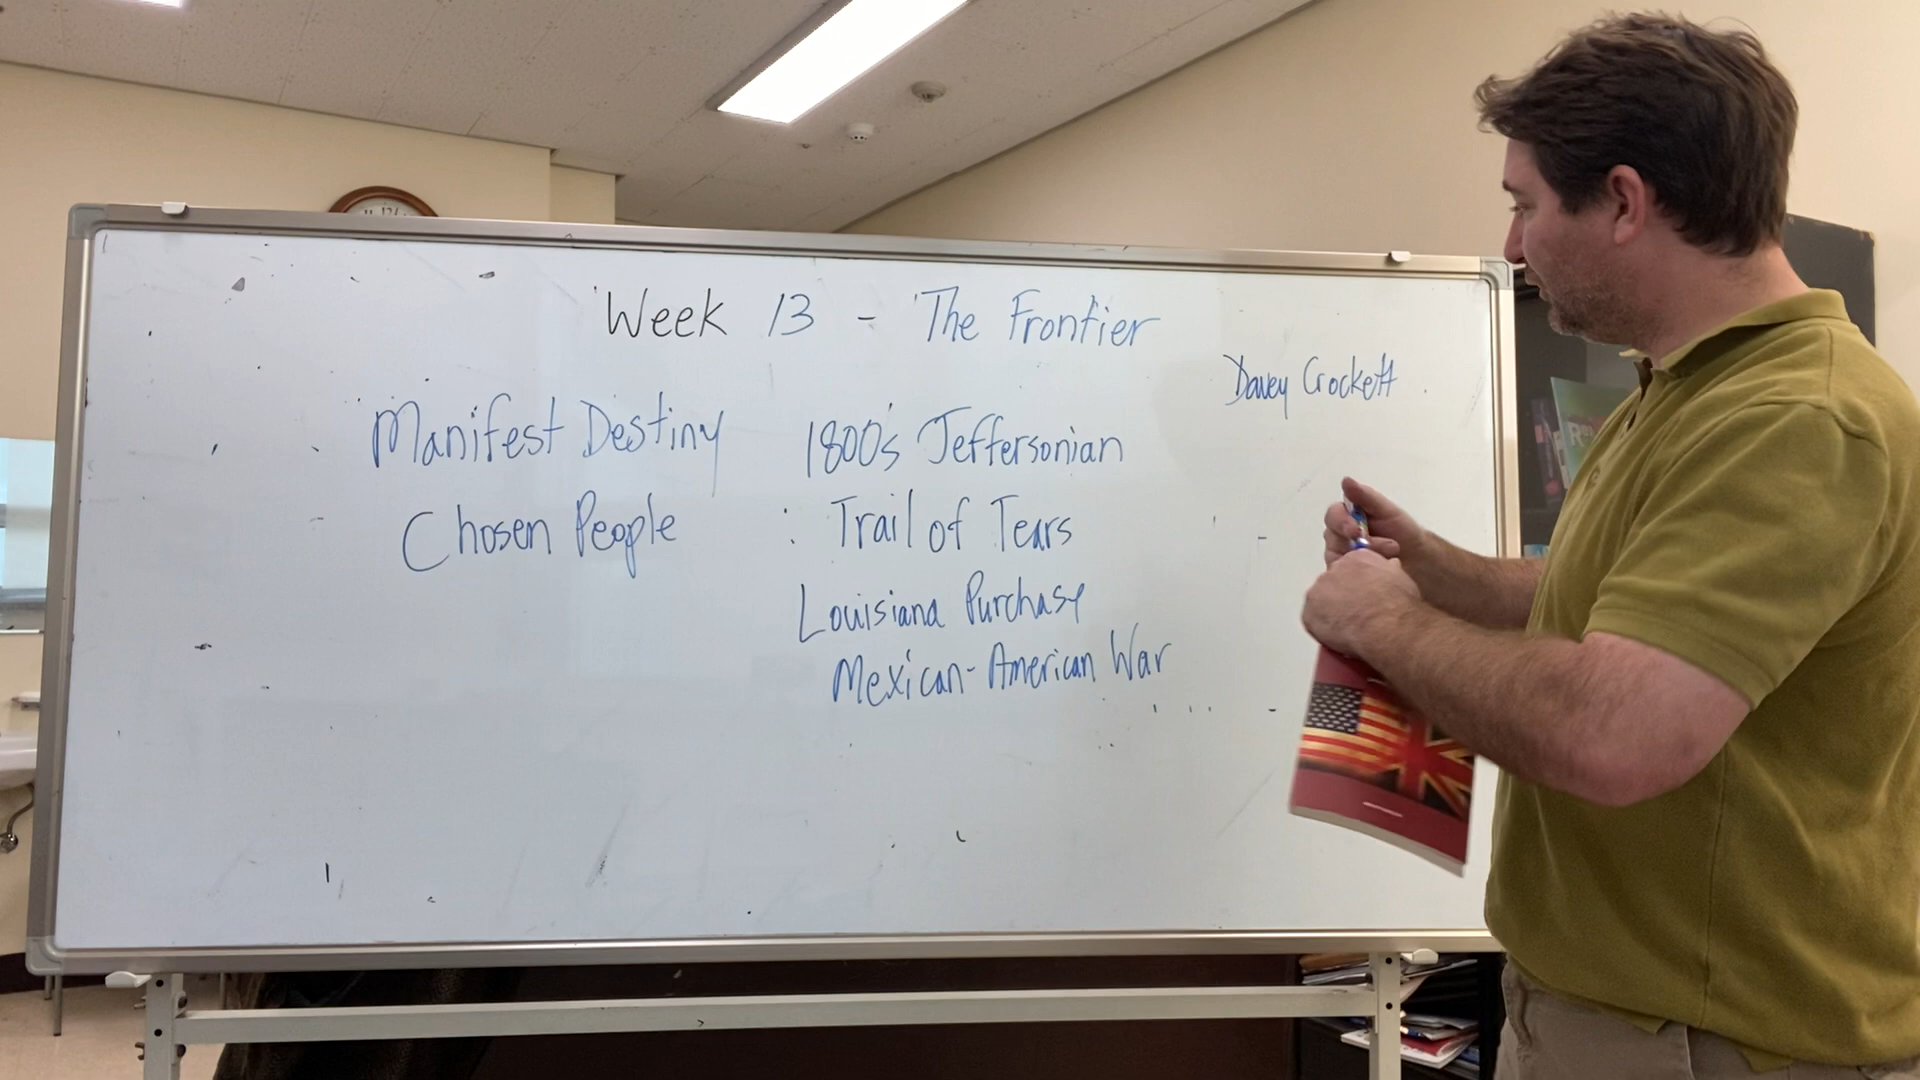 Week 13 - The Frontier
Davey Crockett
Manifest Destiny
1800's Jeffersonian
Chosen People
: Trail of Tears
Louisiana Purchase
Mexican-American War